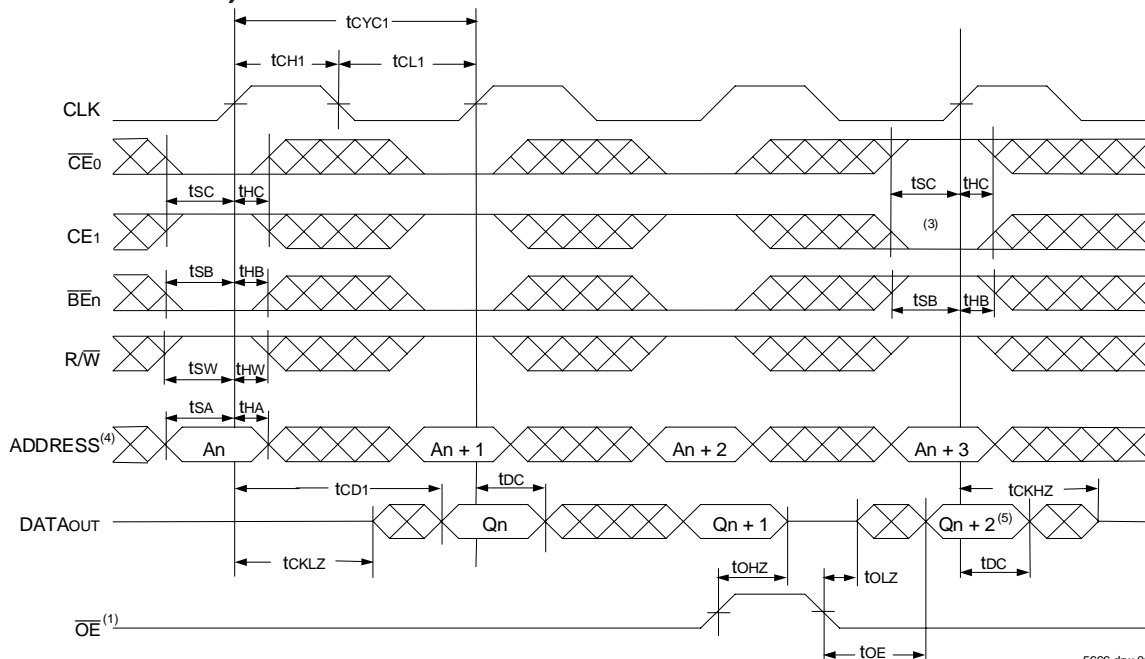 tCYC1
tCH1 tCL1
CLK
CE0
tSC tHC tSC tHC
CE1 (3)
tSB tHB
BEn tSB tHB
R/W
tSW tHW
tSA tHA
ADDRESS(4) An An + 1 An + 2 An + 3
tCD1 tDC tCKHZ
DATAOUT Qn Qn + 1 Qn + 2(5)
tCKLZ tOHZ tOLZ tDC
OE(1)
tOE